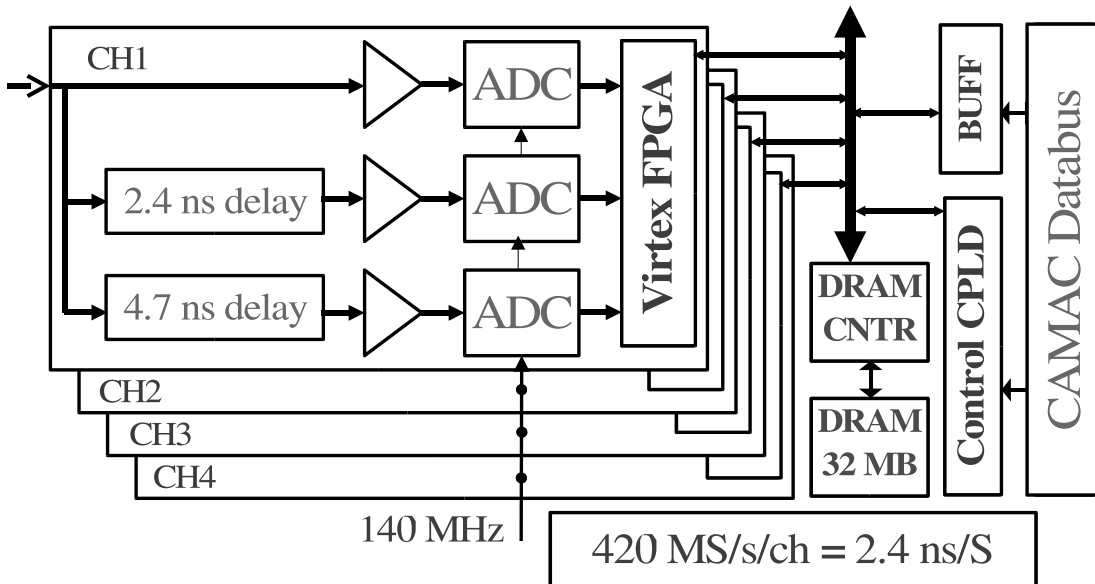 CH1
ADC
Virtex FPGA
2.4 ns delay
ADC
4.7 ns delay
ADC
CH2
CH3
CH4
140 MHz
BUFF
Control CPLD
CAMAC Databus
DRAM
CNTR
DRAM
32 MB
420 MS/s/ch = 2.4 ns/S